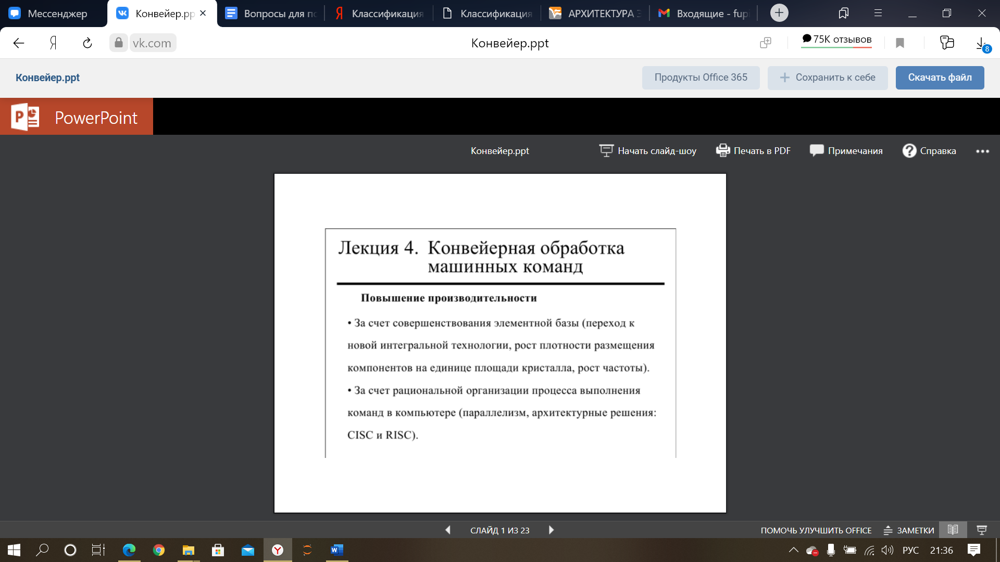 Мессенджер
Конвейер.pp
Вопросы для по
Классификация
Классификация
АРХИТЕКТУРА Э
Входящие - fupi
vk.com
Конвейер.ppt
75К отзывов
8
Конвейер.ppt
Продукты Office 365
Сохранить к себе
Скачать файл
PowerPoint
Конвейер.ppt
Начать слайд-шоу
Печать в PDF
Примечания
Справка
Лекция 4. Конвейерная обработка
машинных команд
Повышение производительности
• За счет совершенствования элементной базы (переход к
новой интегральной технологии, рост плотности размещения
компонентов на единице площади кристалла, рост частоты).
• За счет рациональной организации процесса выполнения
команд в компьютере (параллелизм, архитектурные решения:
CISC и RISC).
СЛАЙД 1 ИЗ 23
ПОМОЧЬ УЛУЧШИТЬ OFFICE
ЗАМЕТКИ
РУС
21:36